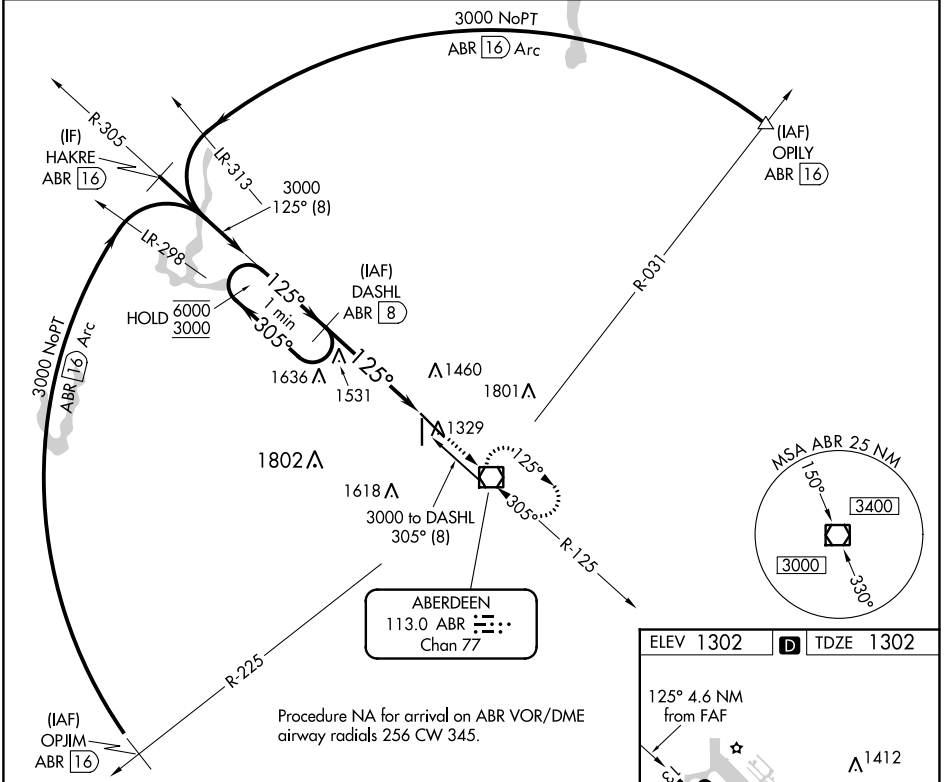 3000 NoPT
ABR 16 Arc
R-305
(IF)
HAKRE
ABR 16
LR-313
3000
125° (8)
(IAF)
OPILY
ABR 16
LR-298
R-031
HOLD 6000
3000
125°
1 min
305°
(IAF)
DASHL
ABR 8
3000 NoPT
ABR 16 Arc
125°
1636
1531
1460
1801
1329
1802
1618
125°
305°
3000 to DASHL
305° (8)
R-125
MSA ABR 25 NM
150°
3400
3000
330°
ABERDEEN
113.0 ABR
Chan 77
R-225
(IAF)
OPJIM
ABR 16
Procedure NA for arrival on ABR VOR/DME
airway radials 256 CW 345.
ELEV 1302 D TDZE 1302
125° 4.6 NM
from FAF
1412